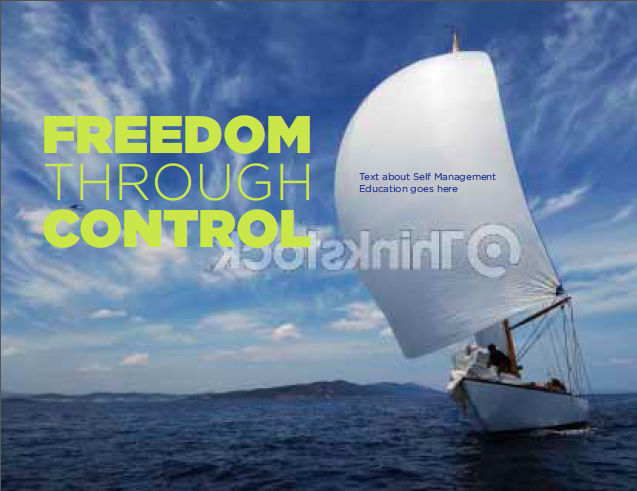 FREEDOM
THROUGH
CONTROL
Text about Self Management
Education goes here
@Thinkstock